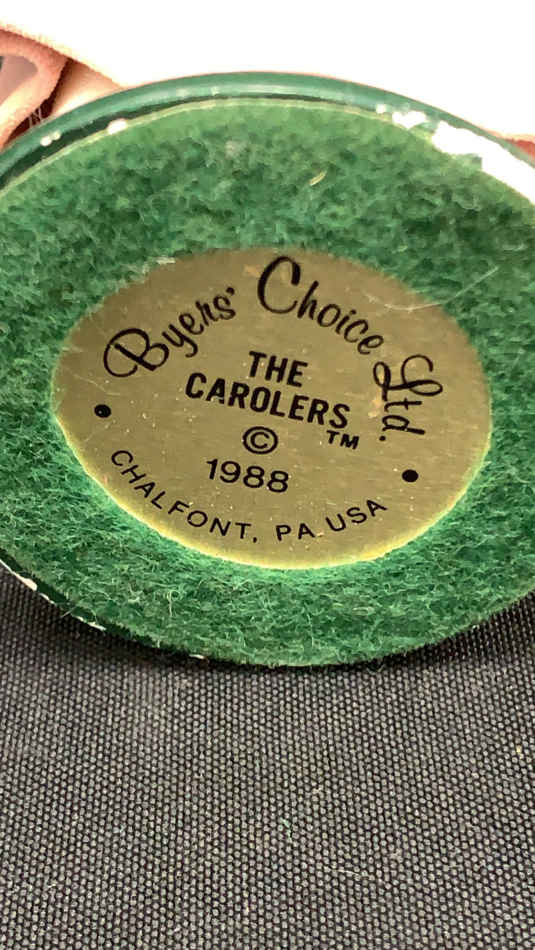 Byers' Choice Ltd.
THE
CAROLERS
© TM
1988
CHALFONT, PA USA